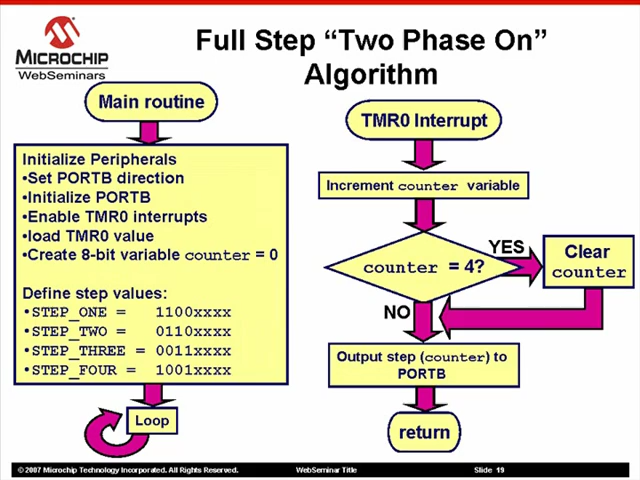 Full Step “Two Phase On”
Algorithm
MICROCHIP
WebSeminars
Main routine
Initialize Peripherals
•Set PORTB direction
•Initialize PORTB
•Enable TMR0 interrupts
•load TMR0 value
•Create 8-bit variable counter = 0
Define step values:
•STEP_ONE = 1100xxxx
•STEP_TWO = 0110xxxx
•STEP_THREE = 0011xxxx
•STEP_FOUR = 1001xxxx
Loop
TMR0 Interrupt
Increment counter variable
counter = 4?
YES
Clear
counter
NO
Output step (counter) to
PORTB
return
© 2007 Microchip Technology Incorporated. All Rights Reserved. WebSeminar Title Slide 19